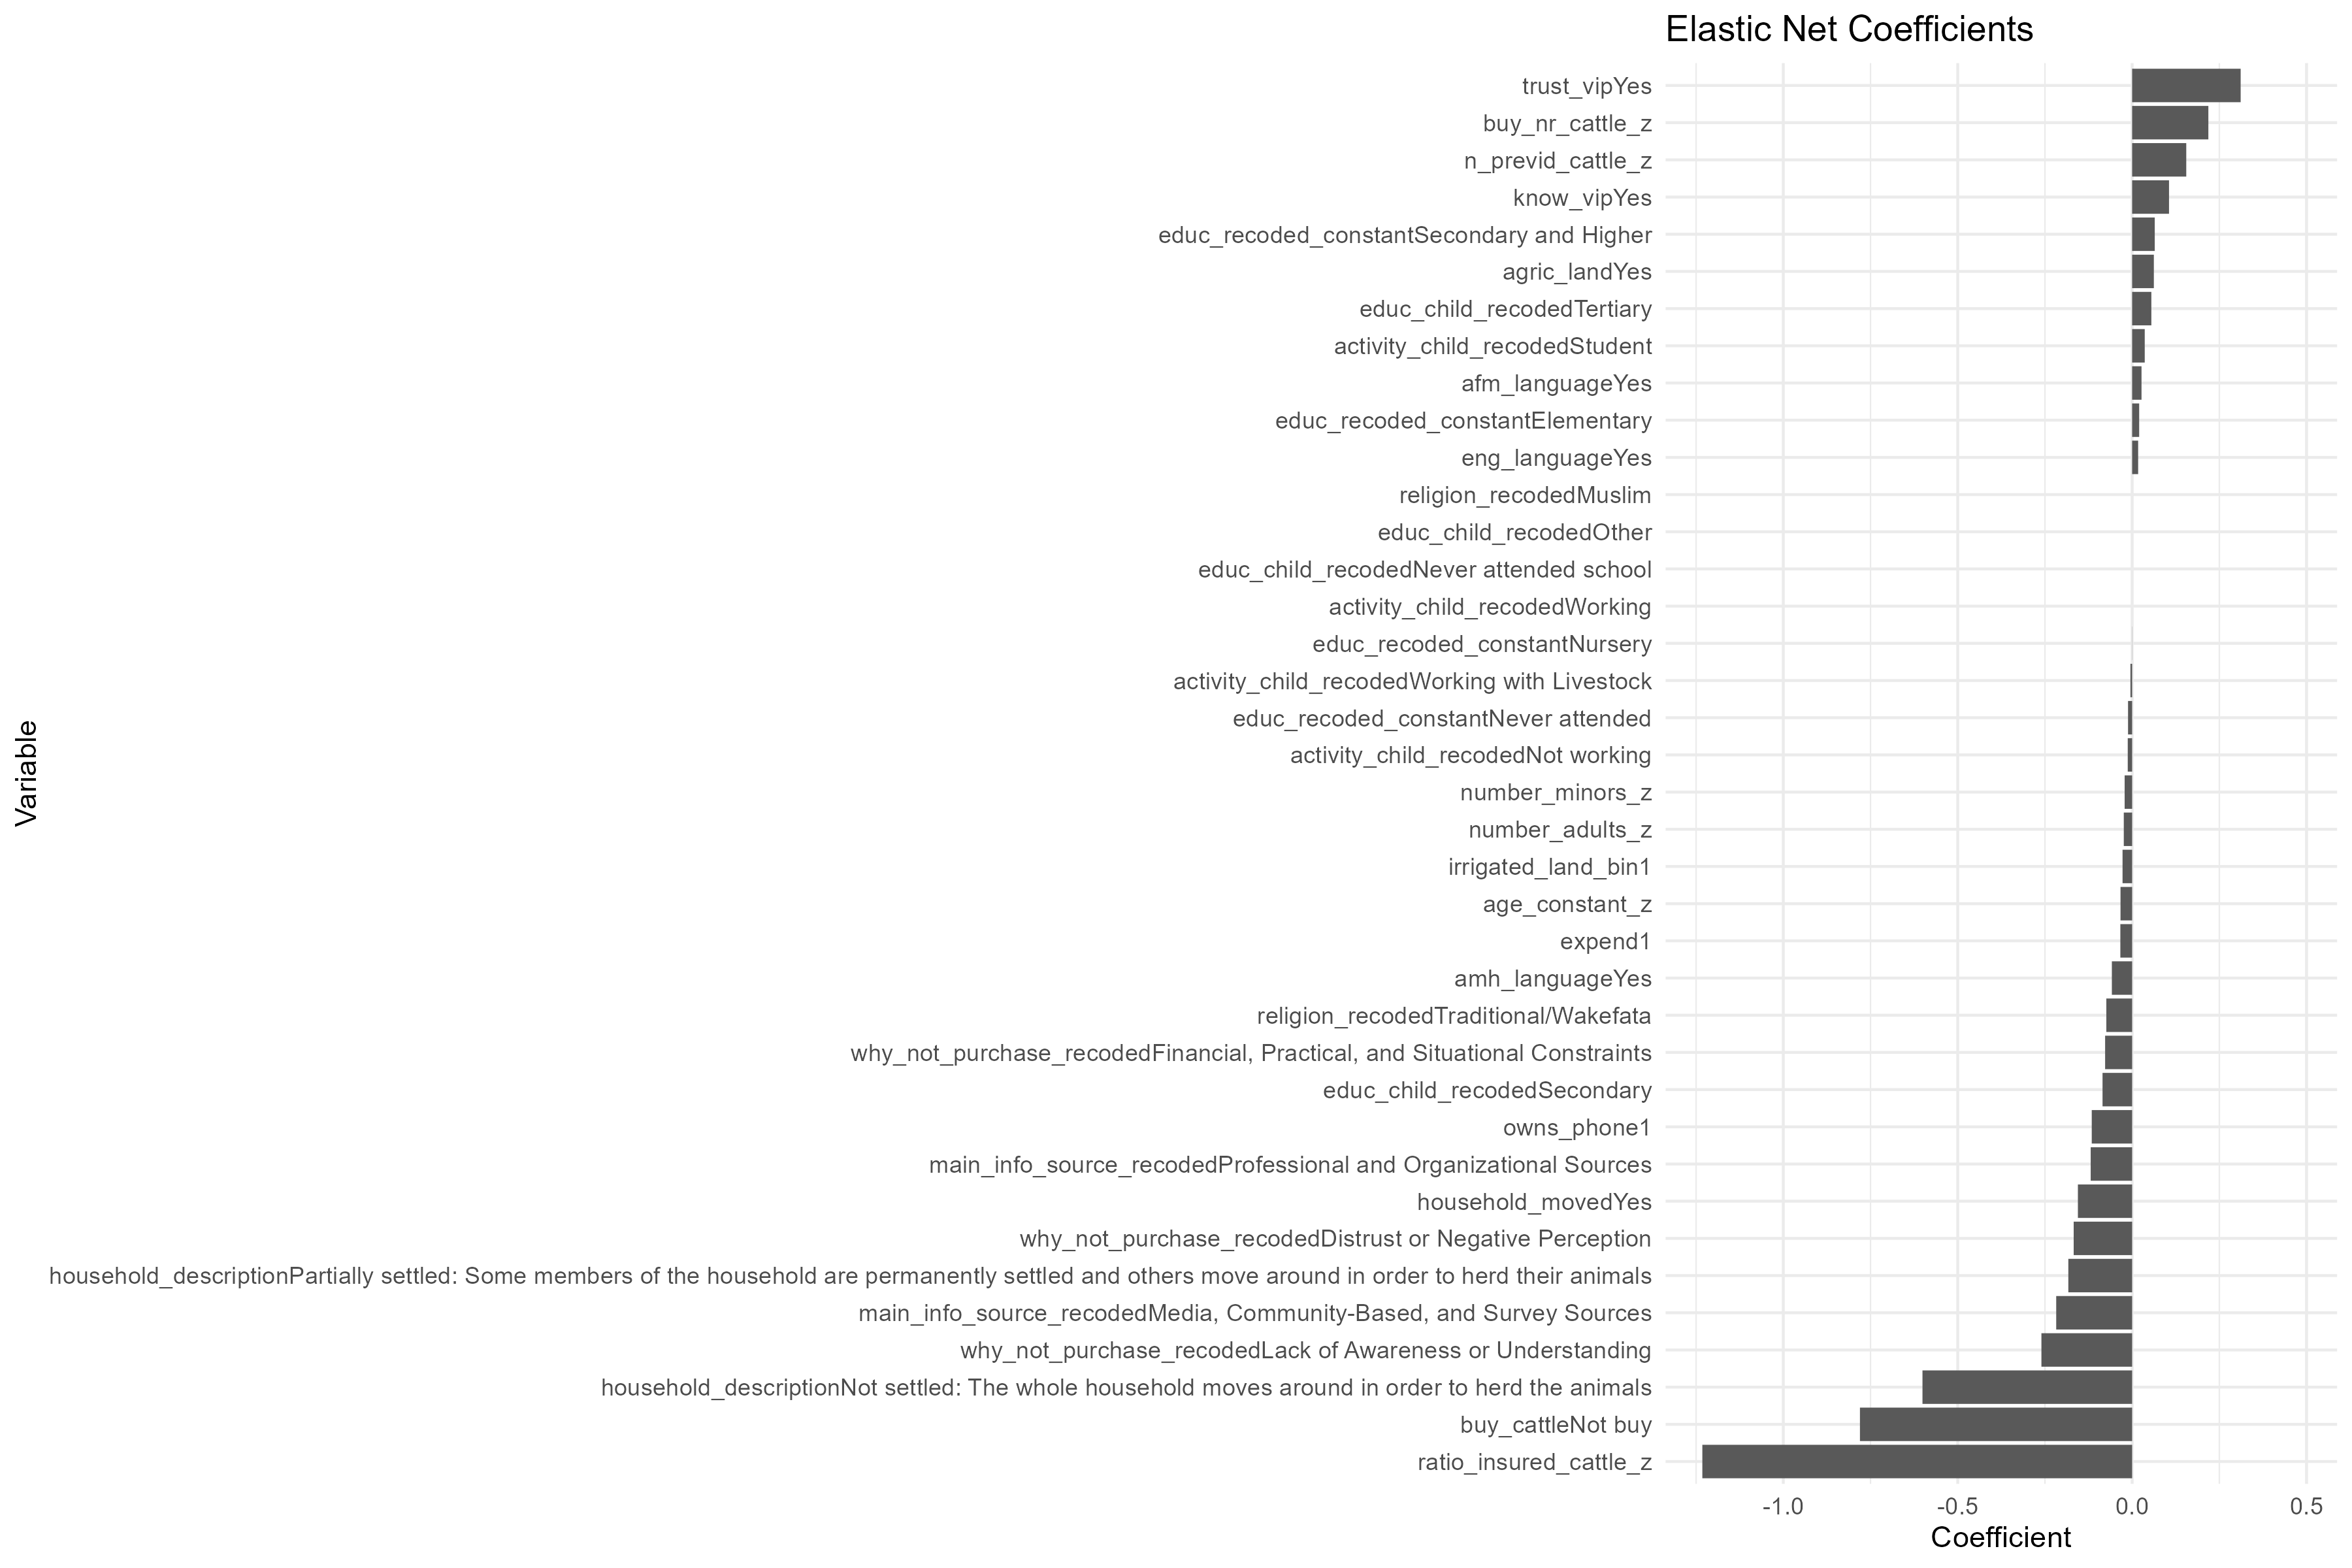 Elastic Net Coefficients
trust_vipYes
buy_nr_cattle_z
n_previd_cattle_z
know_vipYes
educ_recoded_constantSecondary and Higher
agric_landYes
educ_child_recodedTertiary
activity_child_recodedStudent
afm_languageYes
educ_recoded_constantElementary
eng_languageYes
religion_recodedMuslim
educ_child_recodedOther
educ_child_recodedNever attended school
activity_child_recodedWorking
educ_recoded_constantNursery
activity_child_recodedWorking with Livestock
educ_recoded_constantNever attended
activity_child_recodedNot working
number_minors_z
number_adults_z
irrigated_land_bin1
age_constant_z
expend1
amh_languageYes
religion_recodedTraditional/Wakefata
why_not_purchase_recodedFinancial, Practical, and Situational Constraints
educ_child_recodedSecondary
owns_phone1
main_info_source_recodedProfessional and Organizational Sources
household_movedYes
why_not_purchase_recodedDistrust or Negative Perception
household_descriptionPartially settled: Some members of the household are permanently settled and others move around in order to herd their animals
main_info_source_recodedMedia, Community-Based, and Survey Sources
why_not_purchase_recodedLack of Awareness or Understanding
household_descriptionNot settled: The whole household moves around in order to herd the animals
buy_cattleNot buy
ratio_insured_cattle_z
Variable
-1.0 -0.5 0.0 0.5
Coefficient